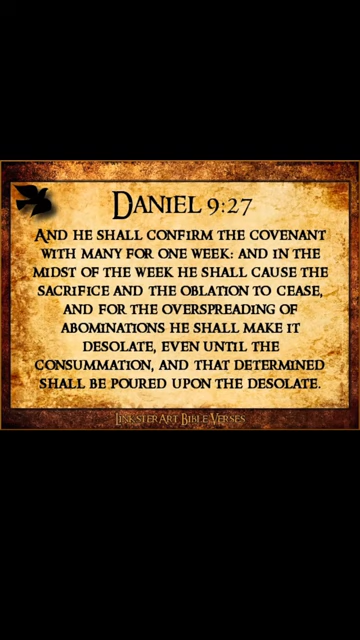 Daniel 9:27
And he shall confirm the covenant
with many for one week: and in the
midst of the week he shall cause the
sacrifice and the oblation to cease,
and for the overspreading of
abominations he shall make it
desolate, even until the
consummation, and that determined
shall be poured upon the desolate.
LinksterArt Bible Verses